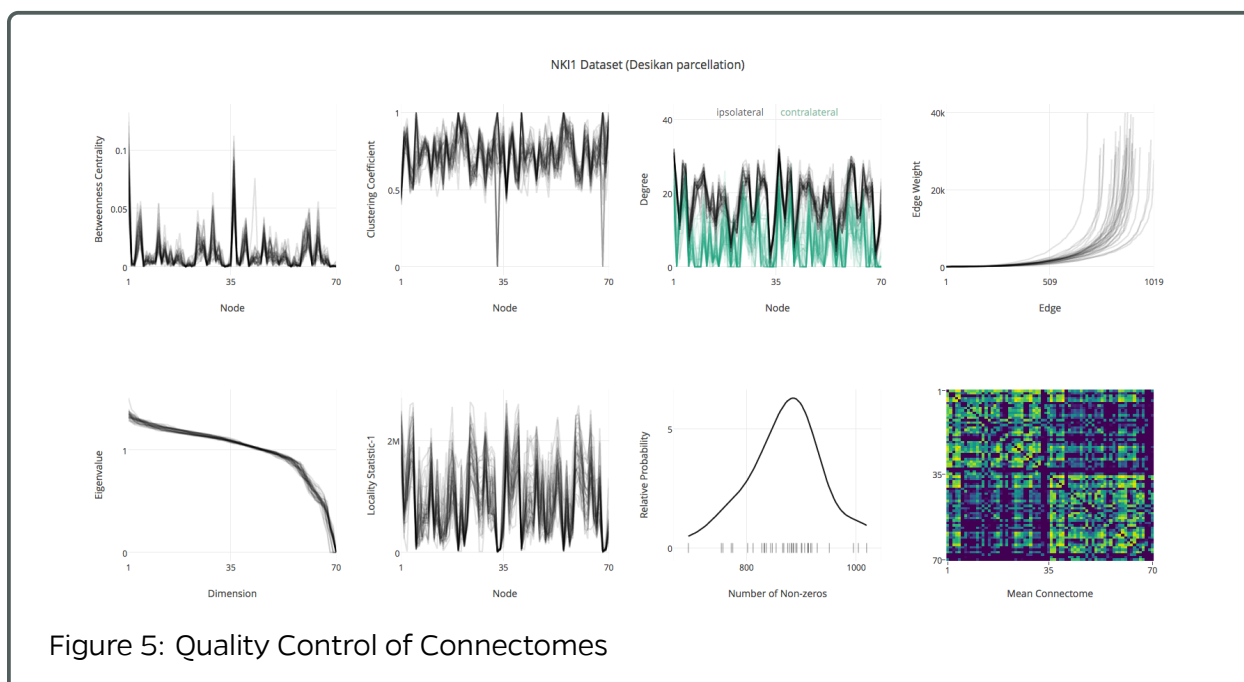 NKI1 Dataset (Desikan parcellation)
Betweenness Centrality
0.1
0.05
0
1
35
70
Node
Clustering Coefficient
1
0.5
0
1
35
70
Node
ipsolateral
contralateral
Degree
40
20
0
1
35
70
Node
Edge Weight
40k
20k
0
1
509
1019
Edge
Eigenvalue
1
0
1
35
70
Dimension
Locality Statistic-1
2M
0
1
35
70
Node
Relative Probability
5
0
800
1000
Number of Non-zeros
1
35
70
1
35
70
Mean Connectome
Figure 5: Quality Control of Connectomes